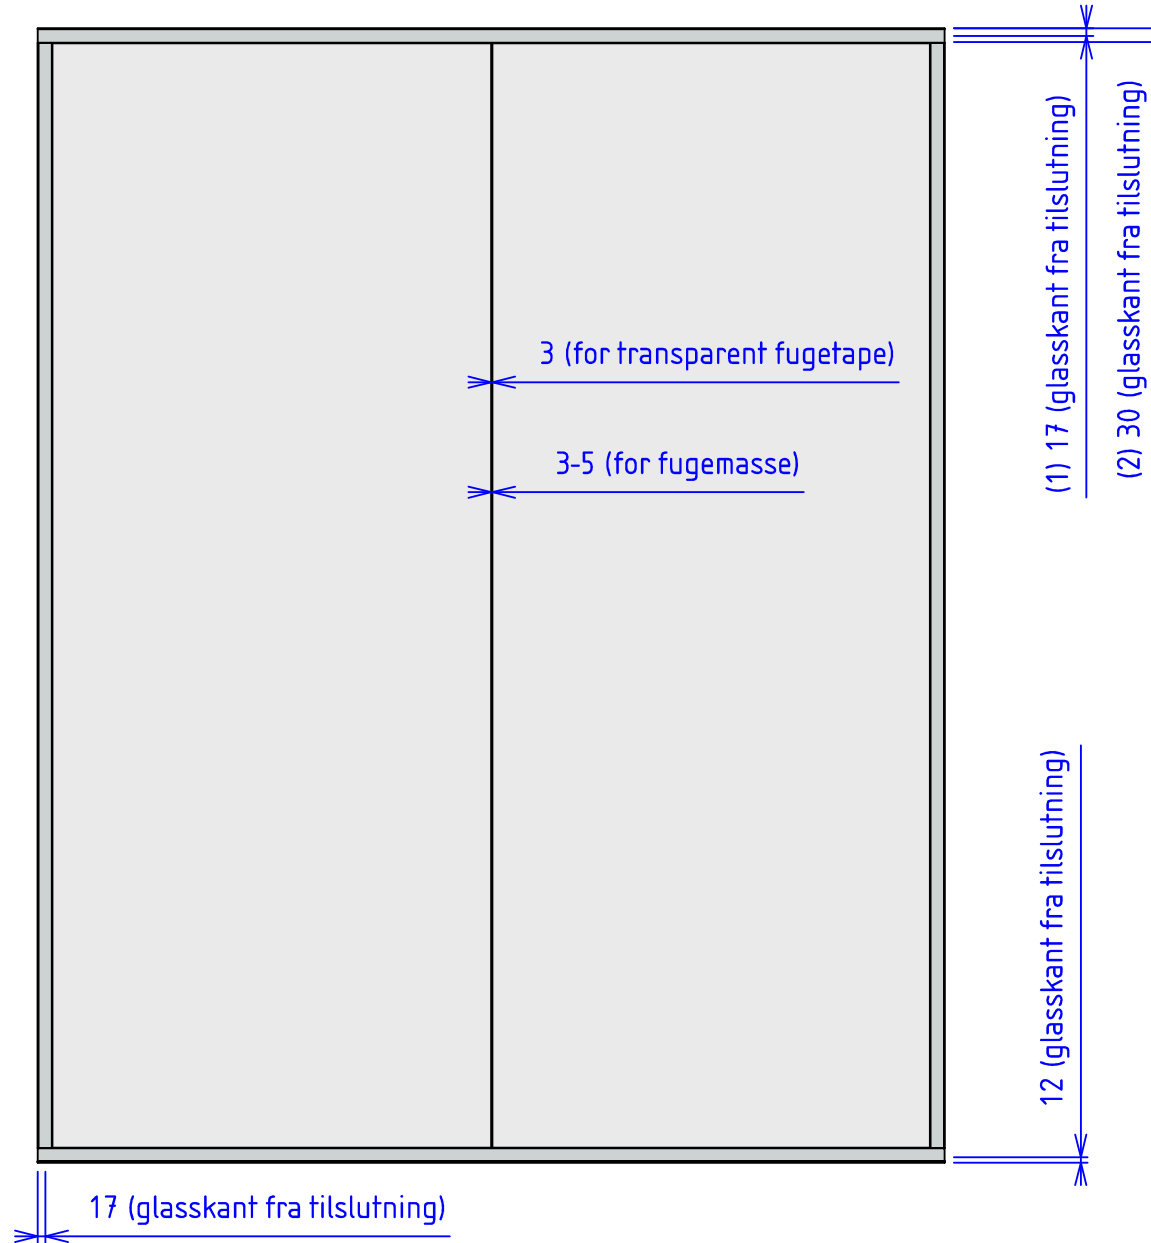 (1) 17 (glasskant fra tilslutning)
(2) 30 (glasskant fra tilslutning)
3 (for transparent fugetape)
3-5 (for fugemasse)
12 (glasskant fra tilslutning)
17 (glasskant fra tilslutning)